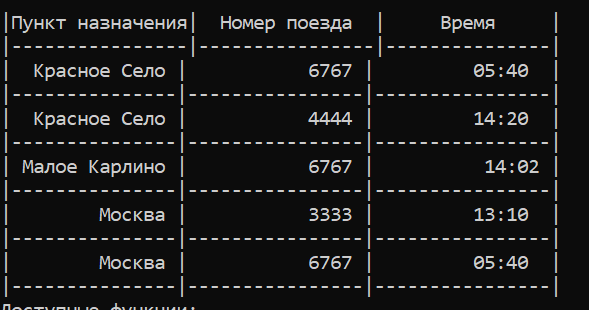 |Пункт назначения|  Номер поезда  |     Время     |
|----------------|----------------|---------------|
|  Красное Село |           6767 |         05:40  |
|---------------|----------------|----------------|
|  Красное Село |           4444 |         14:20  |
|---------------|----------------|----------------|
| Малое Карлино |           6767 |          14:02 |
|---------------|----------------|----------------|
|        Москва |           3333 |         13:10  |
|---------------|----------------|----------------|
|        Москва |           6767 |         05:40  |
|---------------|----------------|----------------|
Доступные функции: